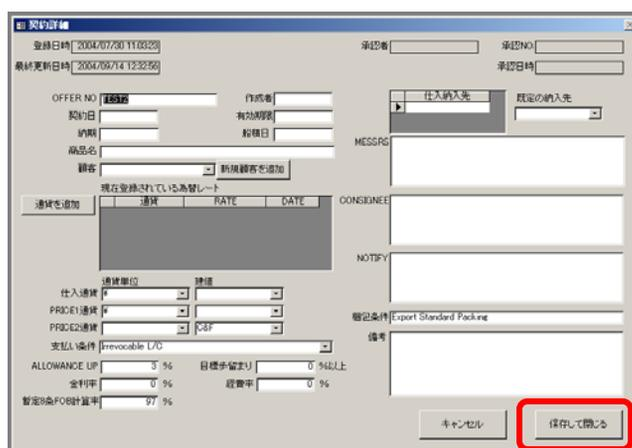 契約詳細
登録日時 2004/07/30 11:03:23 承認者 承認NO.
最終更新日時 2004/09/14 12:32:56 承認日時
OFFER NO TEST2 作成者 仕入納入先 既定の納入先
契約日 有効期限
納期 船積日
商品名 MESSRS
顧客 新規顧客を追加
現在登録されている為替レート
通貨を追加 通貨 RATE DATE CONSIGNEE
NOTIFY
通貨単位 建値
仕入通貨 ¥
PRICE1通貨 ¥ 梱包条件 Export Standard Packing
PRICE2通貨 C&F 備考
支払い条件 Irrevocable L/C
ALLOWANCE UP 3 % 目標歩留まり 0 %以上
金利率 0 % 経費率 0 %
暫定8条FOB計算率 97 %
キャンセル 保存して閉じる